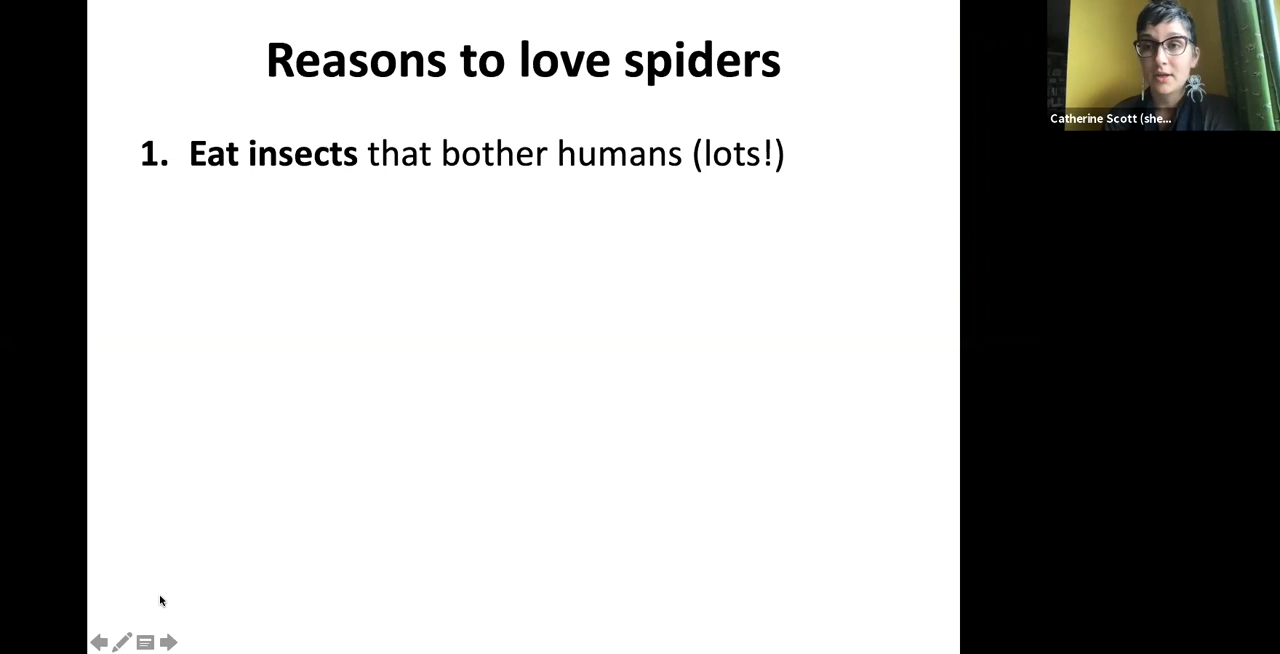 Reasons to love spiders
1. Eat insects that bother humans (lots!)
Catherine Scott (she...